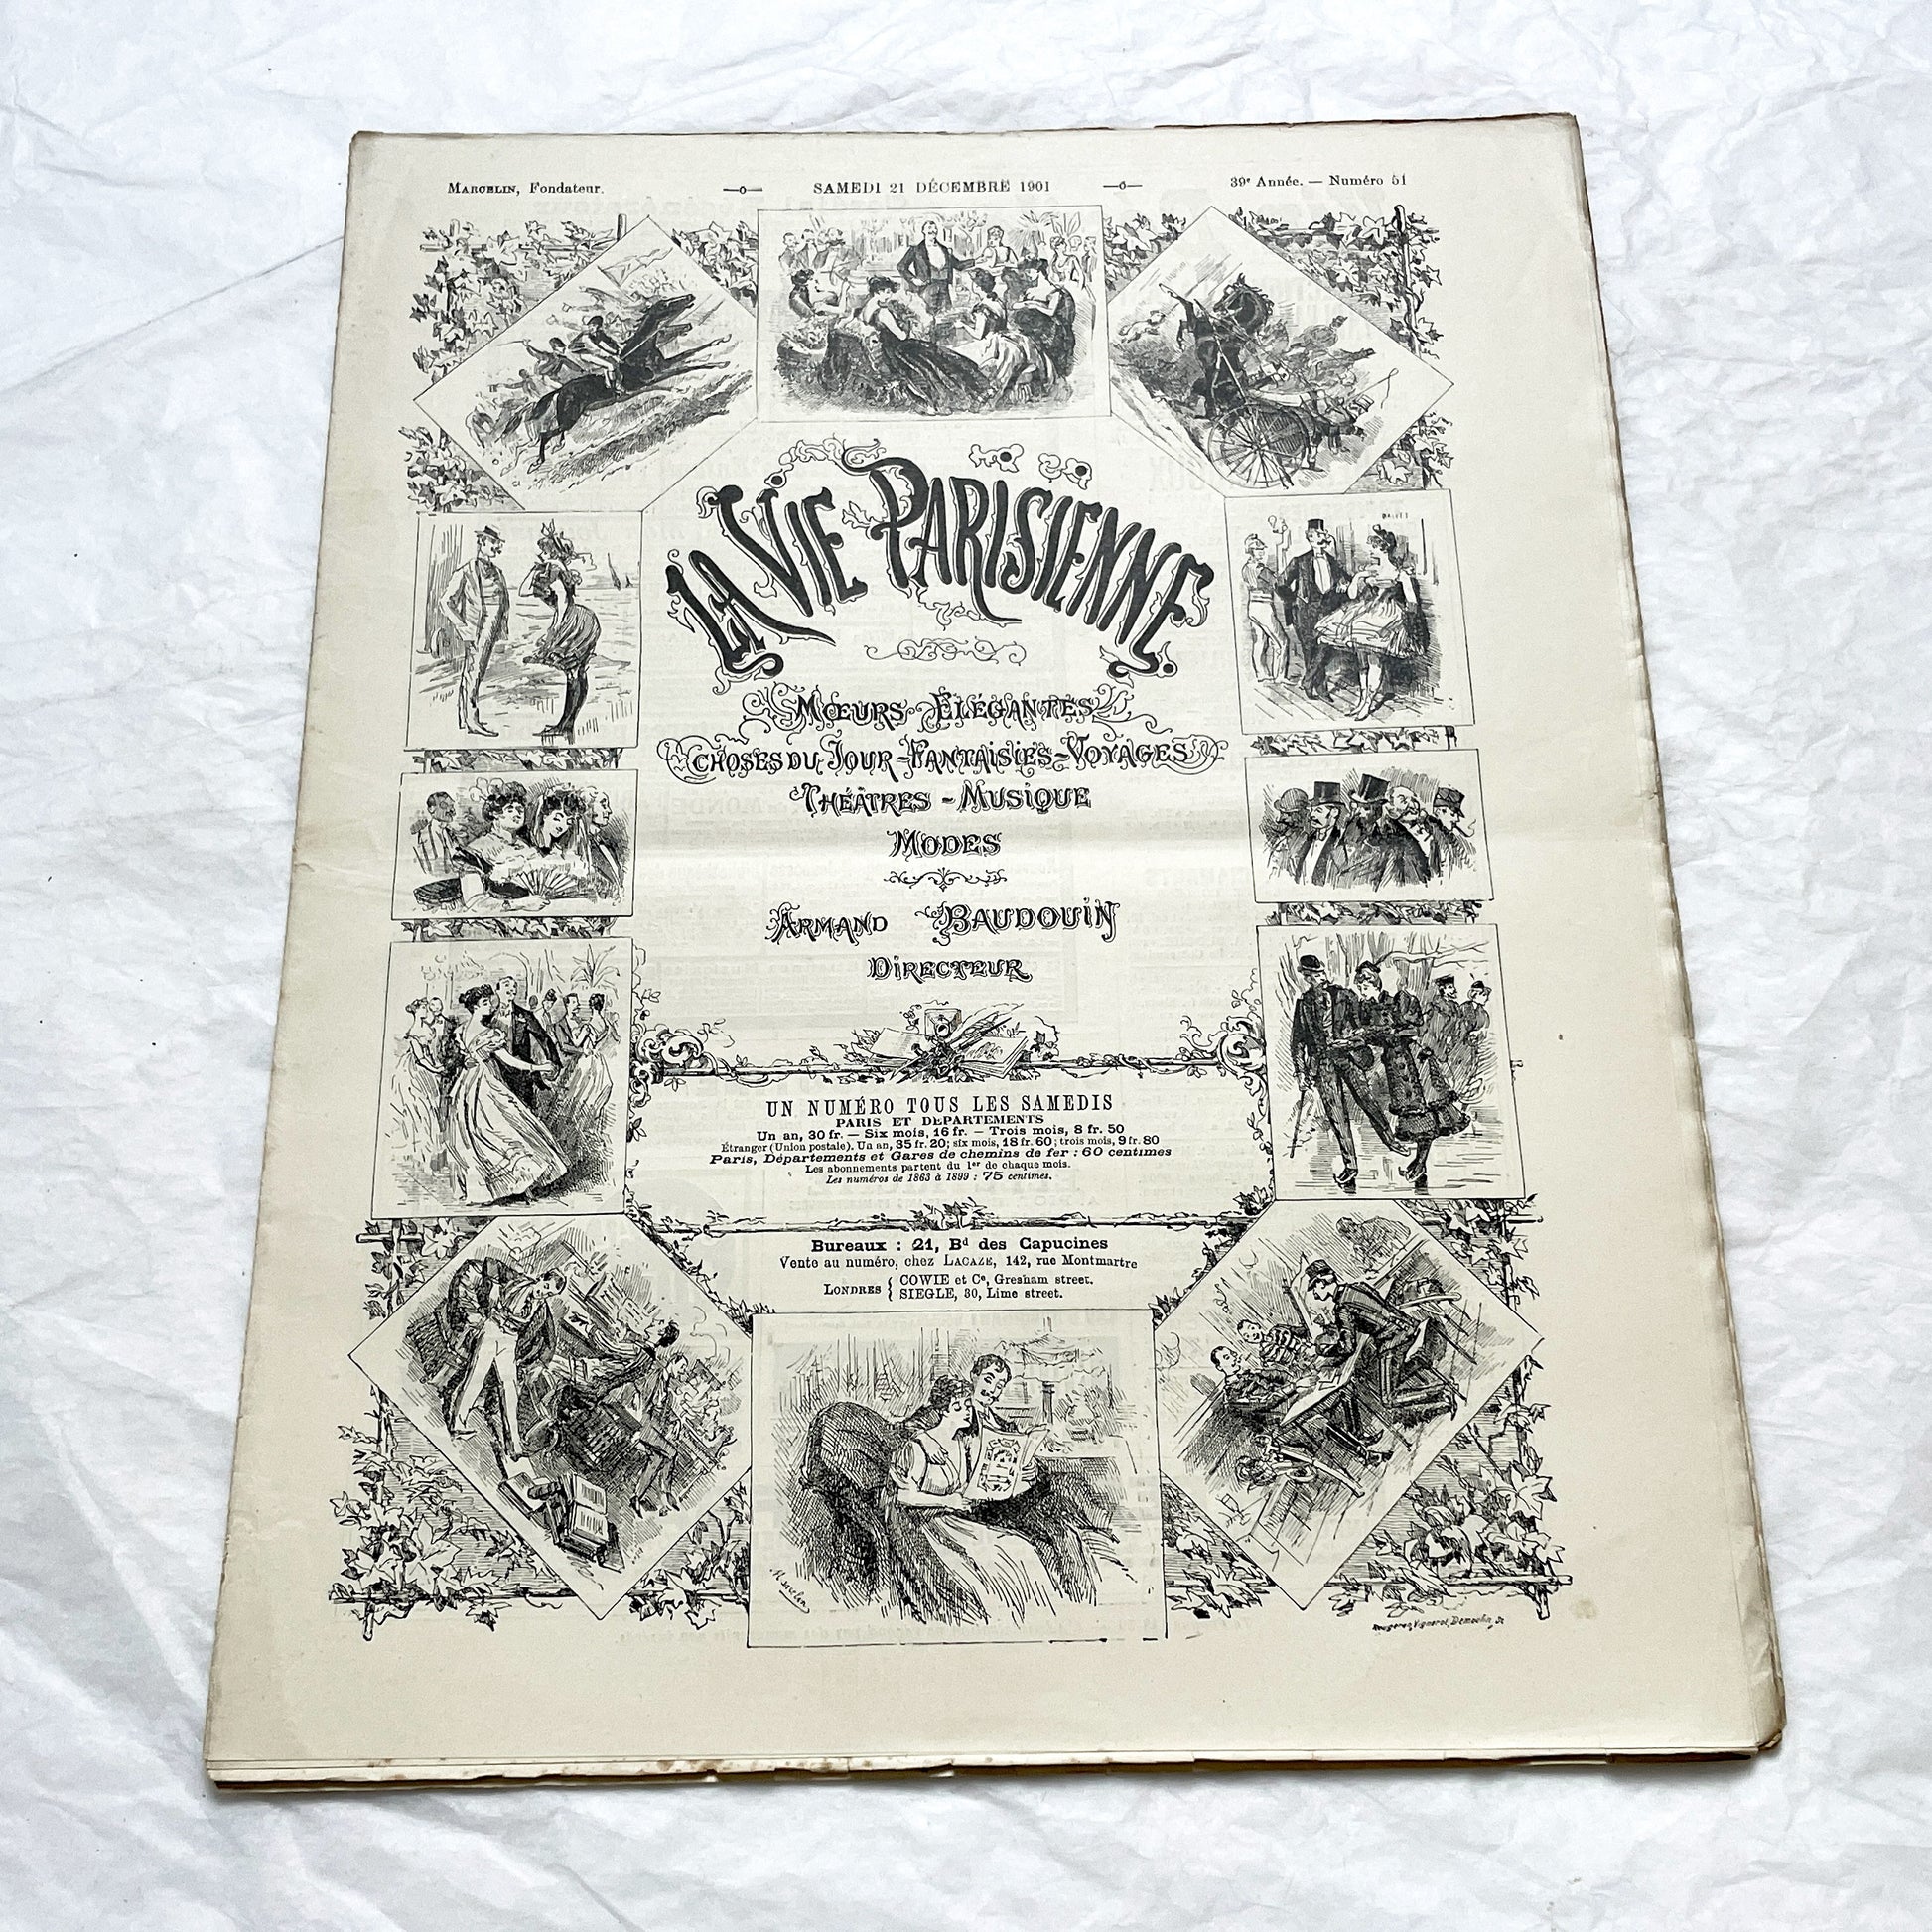 MARCELIN, Fondateur.
SAMEDI 21 DÉCEMBRE 1901
39e Année. — Numéro 51
LA VIE PARISIENNE.
MŒURS ÉLÉGANTES
CHOSES DU JOUR - FANTAISIES - VOYAGES
THÉÂTRES - MUSIQUE
MODES
ARMAND BAUDOUIN
DIRECTEUR
UN NUMÉRO TOUS LES SAMEDIS
PARIS ET DÉPARTEMENTS
Un an, 30 fr. — Six mois, 16 fr. — Trois mois, 8 fr. 50
Étranger (Union postale). Un an, 35 fr. 20; six mois, 18 fr. 60; trois mois, 9 fr. 80
Paris, Départements et Gares de chemins de fer : 60 centimes
Les abonnements partent du 1er de chaque mois.
Les numéros de 1863 à 1899 : 75 centimes.
Bureaux : 21, Bd des Capucines
Vente au numéro, chez LACAZE, 142, rue Montmartre
LONDRES { COWIE et Ce, Gresham street.
SIEGLE, 30, Lime street.
Marcelin
Rougeron, Vignerot, Demoulin, Sc